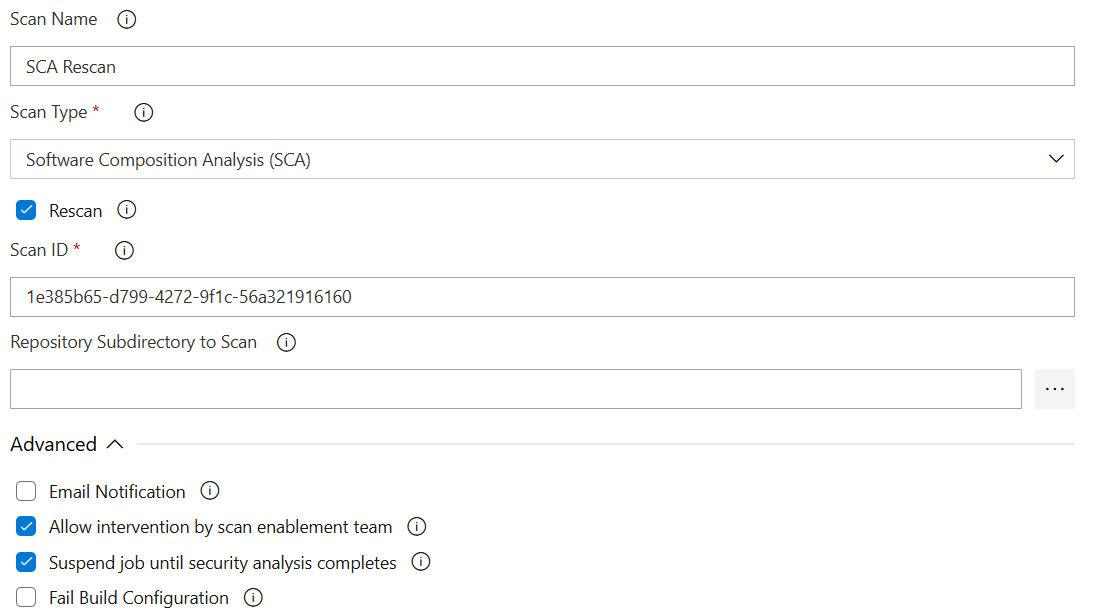 Scan Name
SCA Rescan
Scan Type *
Software Composition Analysis (SCA)
Rescan
Scan ID *
1e385b65-d799-4272-9f1c-56a321916160
Repository Subdirectory to Scan
...
Advanced
Email Notification
Allow intervention by scan enablement team
Suspend job until security analysis completes
Fail Build Configuration